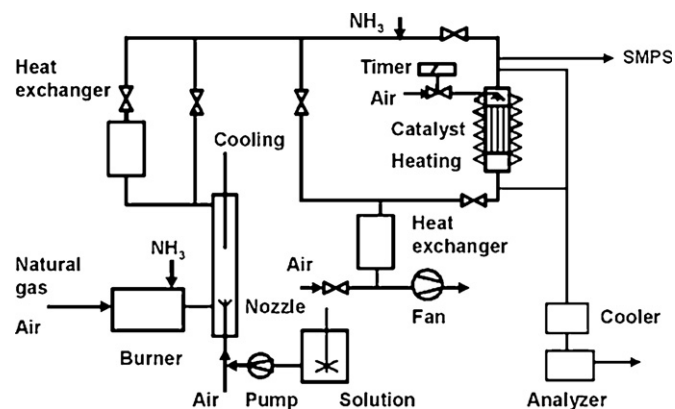 NH3
SMPS
Timer
Heat
exchanger
Air
Catalyst
Cooling
Heating
Heat
exchanger
NH3
Natural
gas
Air
Air
Nozzle
Fan
Cooler
Burner
Air
Pump
Solution
Analyzer